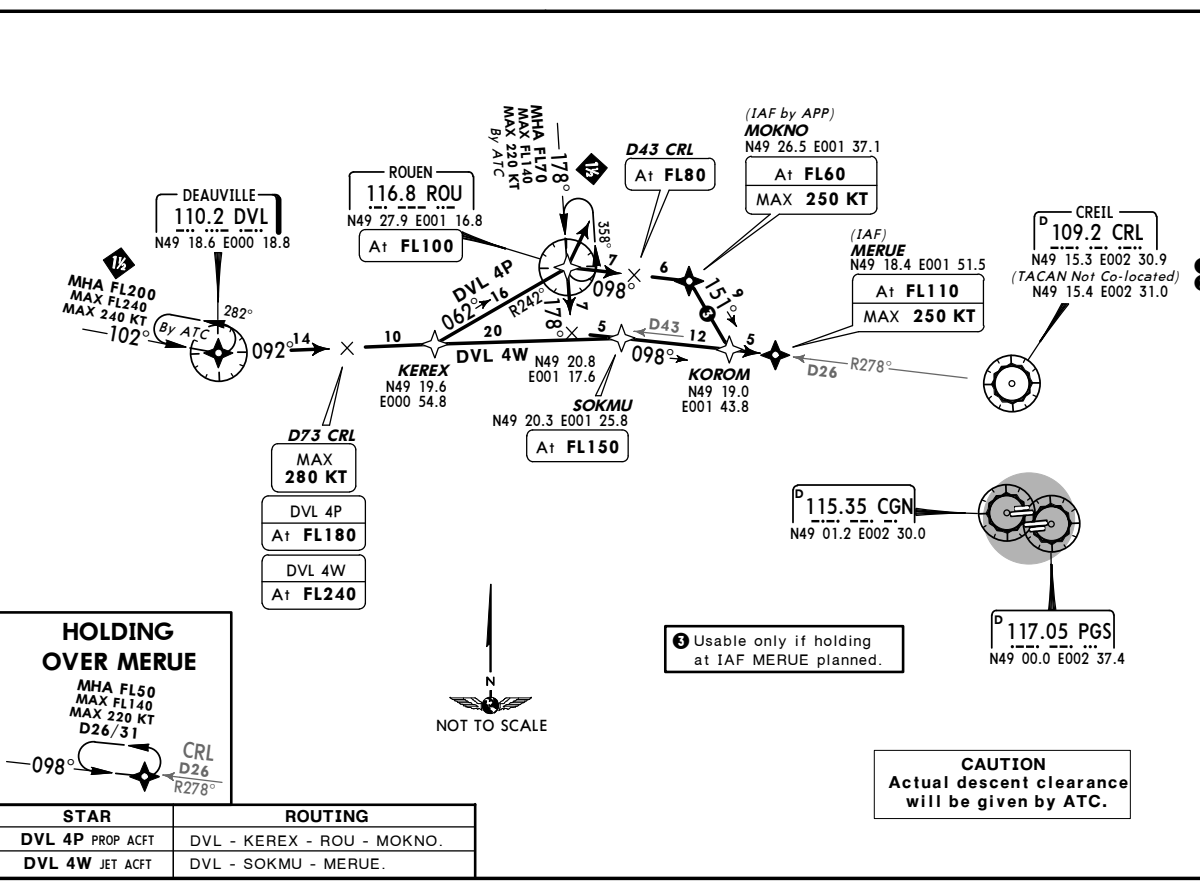 MHA FL70
MAX FL140
MAX 220 KT
By ATC
178°
1½
358°
D43 CRL
At FL80
(IAF by APP)
MOKNO
N49 26.5 E001 37.1
At FL60
MAX 250 KT
ROUEN
116.8 ROU
N49 27.9 E001 16.8
At FL100
DEAUVILLE
110.2 DVL
N49 18.6 E000 18.8
(IAF)
MERUE
N49 18.4 E001 51.5
At FL110
MAX 250 KT
D
CREIL
109.2 CRL
N49 15.3 E002 30.9
(TACAN Not Co-located)
N49 15.4 E002 31.0
1½
MHA FL200
MAX FL240
MAX 240 KT
102°
By ATC
282°
092°
14
10
DVL 4P
062°
16
R242°
7
098°
6
9
151°
3
178°
7
20
DVL 4W
5
D43
12
098°
5
D26
R278°
KEREX
N49 19.6
E000 54.8
N49 20.8
E001 17.6
SOKMU
N49 20.3 E001 25.8
At FL150
KOROM
N49 19.0
E001 43.8
D73 CRL
MAX
280 KT
DVL 4P
At FL180
DVL 4W
At FL240
D
115.35 CGN
N49 01.2 E002 30.0
D
117.05 PGS
N49 00.0 E002 37.4
3 Usable only if holding
at IAF MERUE planned.
N
NOT TO SCALE
HOLDING
OVER MERUE
MHA FL50
MAX FL140
MAX 220 KT
D26/31
098°
CRL
D26
R278°
CAUTION
Actual descent clearance
will be given by ATC.
STAR ROUTING
DVL 4P PROP ACFT DVL - KEREX - ROU - MOKNO.
DVL 4W JET ACFT DVL - SOKMU - MERUE.